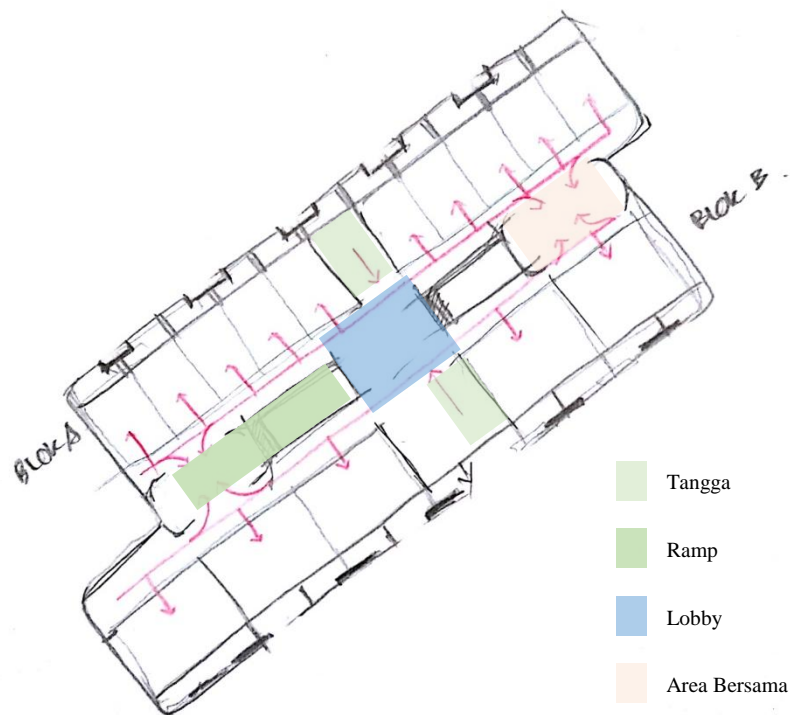 BLOK B
BLOK A
Tangga
Ramp
Lobby
Area Bersama